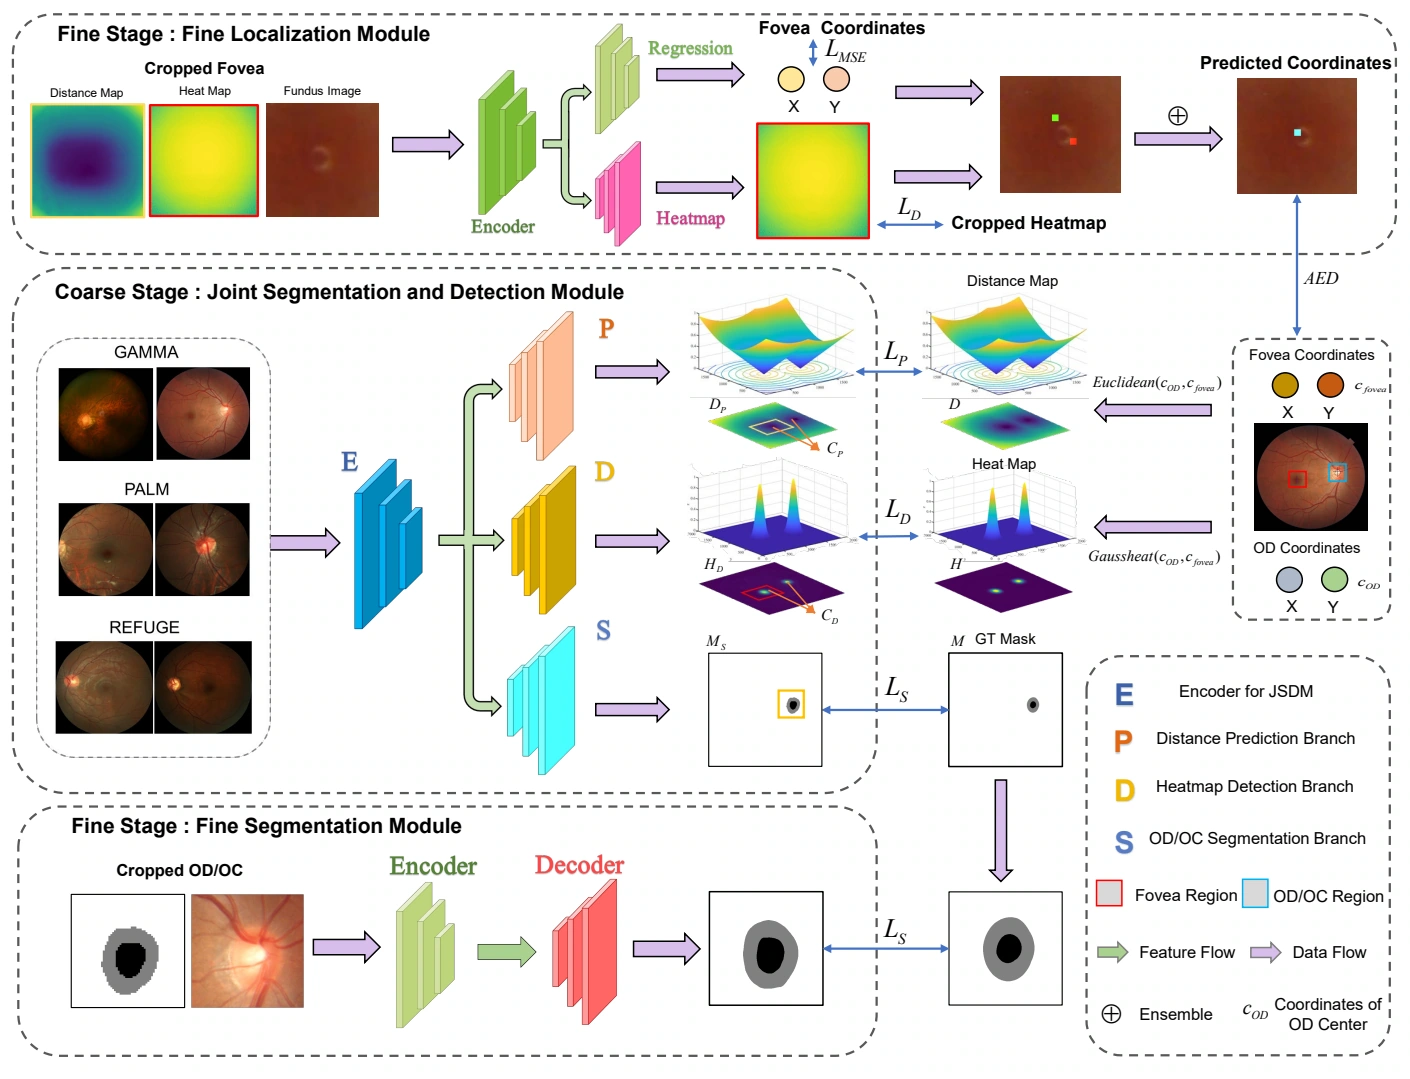 Fine Stage : Fine Localization Module
Cropped Fovea
Distance Map
Heat Map
Fundus Image
Encoder
Regression
Heatmap
Fovea Coordinates
L_MSE
X
Y
L_D
Cropped Heatmap
Predicted Coordinates
⊕
AED
Coarse Stage : Joint Segmentation and Detection Module
GAMMA
PALM
REFUGE
E
P
D
S
D_P
C_P
H_D
C_D
M_S
L_P
L_D
L_S
Distance Map
D
Heat Map
H
M GT Mask
Euclidean(c_OD, c_fovea)
Gaussheat(c_OD, c_fovea)
Fovea Coordinates
c_fovea
X
Y
OD Coordinates
c_OD
X
Y
Fine Stage : Fine Segmentation Module
Cropped OD/OC
Encoder
Decoder
L_S
E Encoder for JSDM
P Distance Prediction Branch
D Heatmap Detection Branch
S OD/OC Segmentation Branch
Fovea Region
OD/OC Region
Feature Flow
Data Flow
⊕ Ensemble
c_OD Coordinates of
OD Center